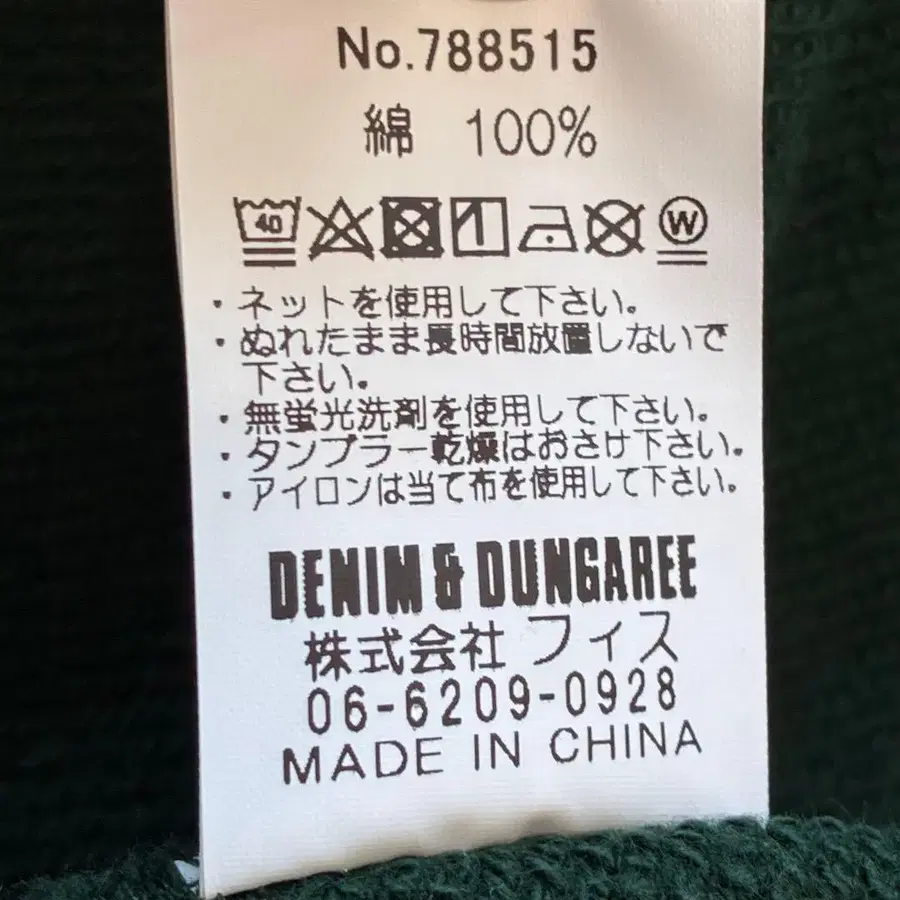 No.788515
綿 100%
40 W
・ネットを使用して下さい。
・ぬれたまま長時間放置しないで
下さい。
・無蛍光洗剤を使用して下さい。
・タンブラー乾燥はおさけ下さい。
・アイロンは当て布を使用して下さい。
DENIM & DUNGAREE
株式会社 フィス
06-6209-0928
MADE IN CHINA